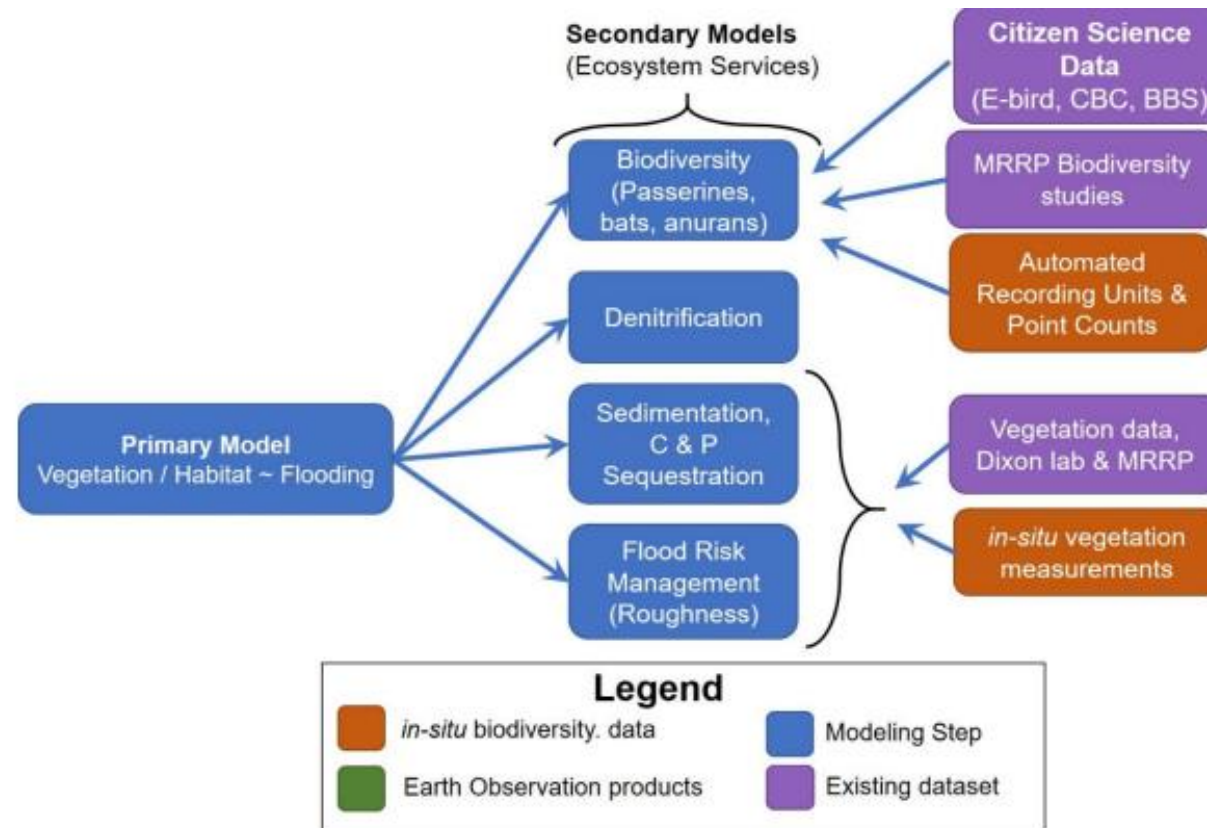 Secondary Models
(Ecosystem Services)
Citizen Science
Data
(E-bird, CBC, BBS)
Biodiversity
(Passerines,
bats, anurans)
MRRP Biodiversity
studies
Automated
Recording Units &
Point Counts
Denitrification
Primary Model
Vegetation / Habitat ~ Flooding
Sedimentation,
C & P
Sequestration
Vegetation data,
Dixon lab & MRRP
Flood Risk
Management
(Roughness)
in-situ vegetation
measurements
Legend
in-situ biodiversity. data
Modeling Step
Earth Observation products
Existing dataset